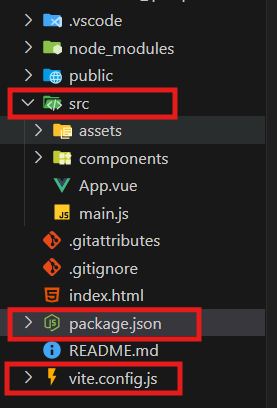 .vscode
node_modules
public
src
assets
components
App.vue
JS main.js
.gitattributes
.gitignore
index.html
package.json
README.md
vite.config.js